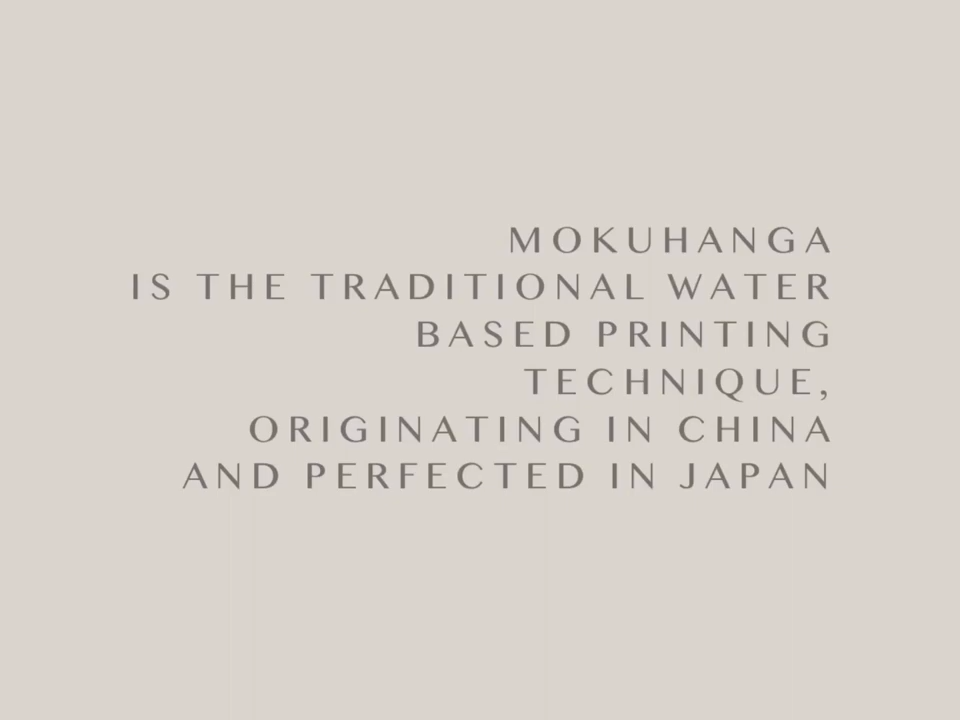 MOKUHANGA
IS THE TRADITIONAL WATER
BASED PRINTING
TECHNIQUE,
ORIGINATING IN CHINA
AND PERFECTED IN JAPAN